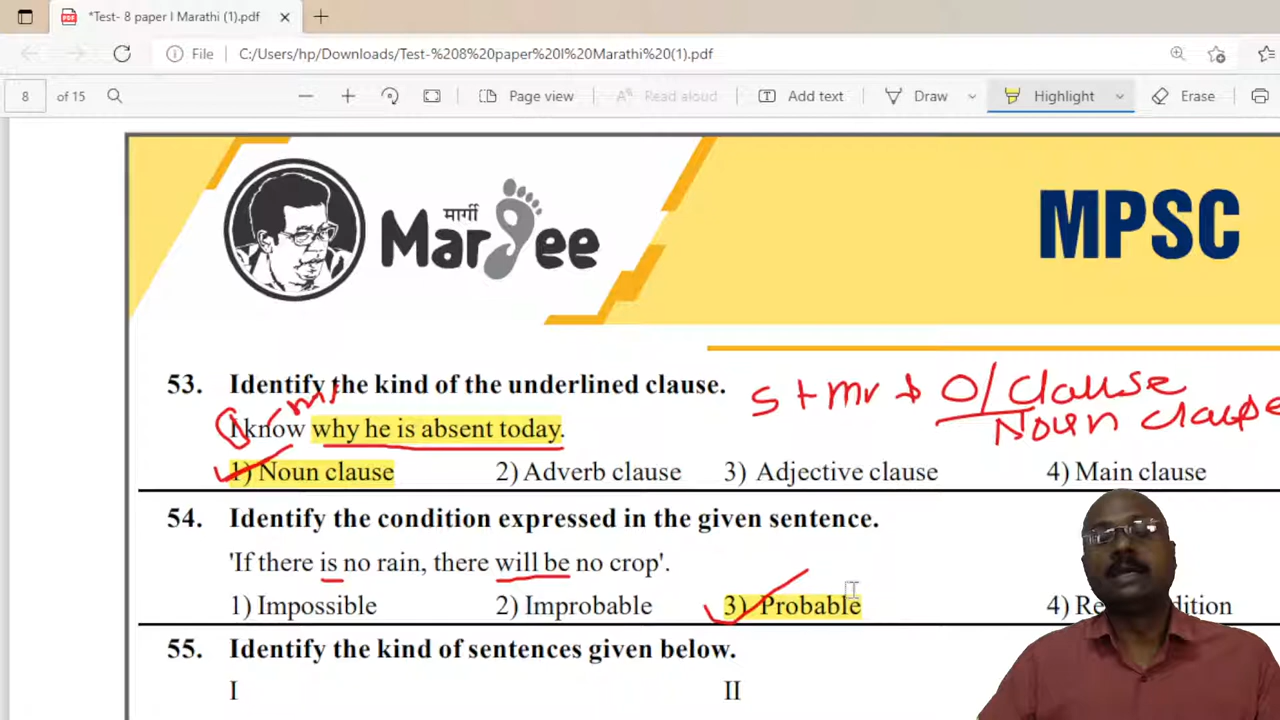 *Test- 8 paper I Marathi (1).pdf
File C:/Users/hp/Downloads/Test-%208%20paper%20I%20Marathi%20(1).pdf
8 of 15 Page view Read aloud Add text Draw Highlight Erase
मार्गी
Margee
MPSC
53. Identify the kind of the underlined clause.
S + mv + O/clause
Noun clause
I know why he is absent today.
1) Noun clause 2) Adverb clause 3) Adjective clause 4) Main clause
54. Identify the condition expressed in the given sentence.
'If there is no rain, there will be no crop'.
1) Impossible 2) Improbable 3) Probable 4)
55. Identify the kind of sentences given below.
I II